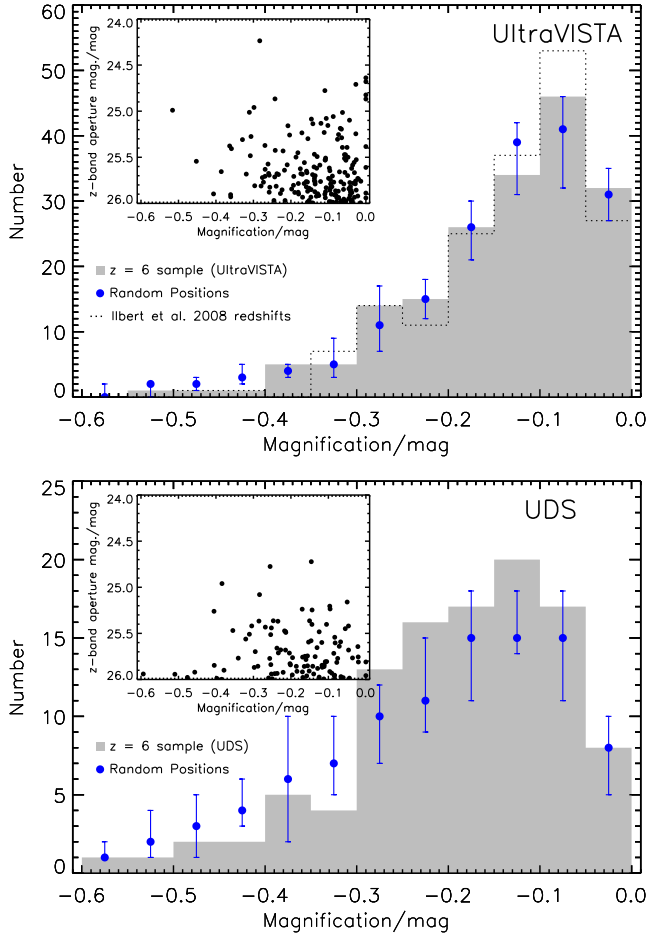 UltraVISTA
60
50
40
30
20
10
0
Number
24.0
24.5
25.0
25.5
26.0
z-band aperture mag./mag
-0.6 -0.5 -0.4 -0.3 -0.2 -0.1 0.0
Magnification/mag
z = 6 sample (UltraVISTA)
Random Positions
Ilbert et al. 2008 redshifts
-0.6 -0.5 -0.4 -0.3 -0.2 -0.1 0.0
Magnification/mag
UDS
25
20
15
10
5
0
Number
24.0
24.5
25.0
25.5
26.0
z-band aperture mag./mag
-0.6 -0.5 -0.4 -0.3 -0.2 -0.1 0.0
Magnification/mag
z = 6 sample (UDS)
Random Positions
-0.6 -0.5 -0.4 -0.3 -0.2 -0.1 0.0
Magnification/mag